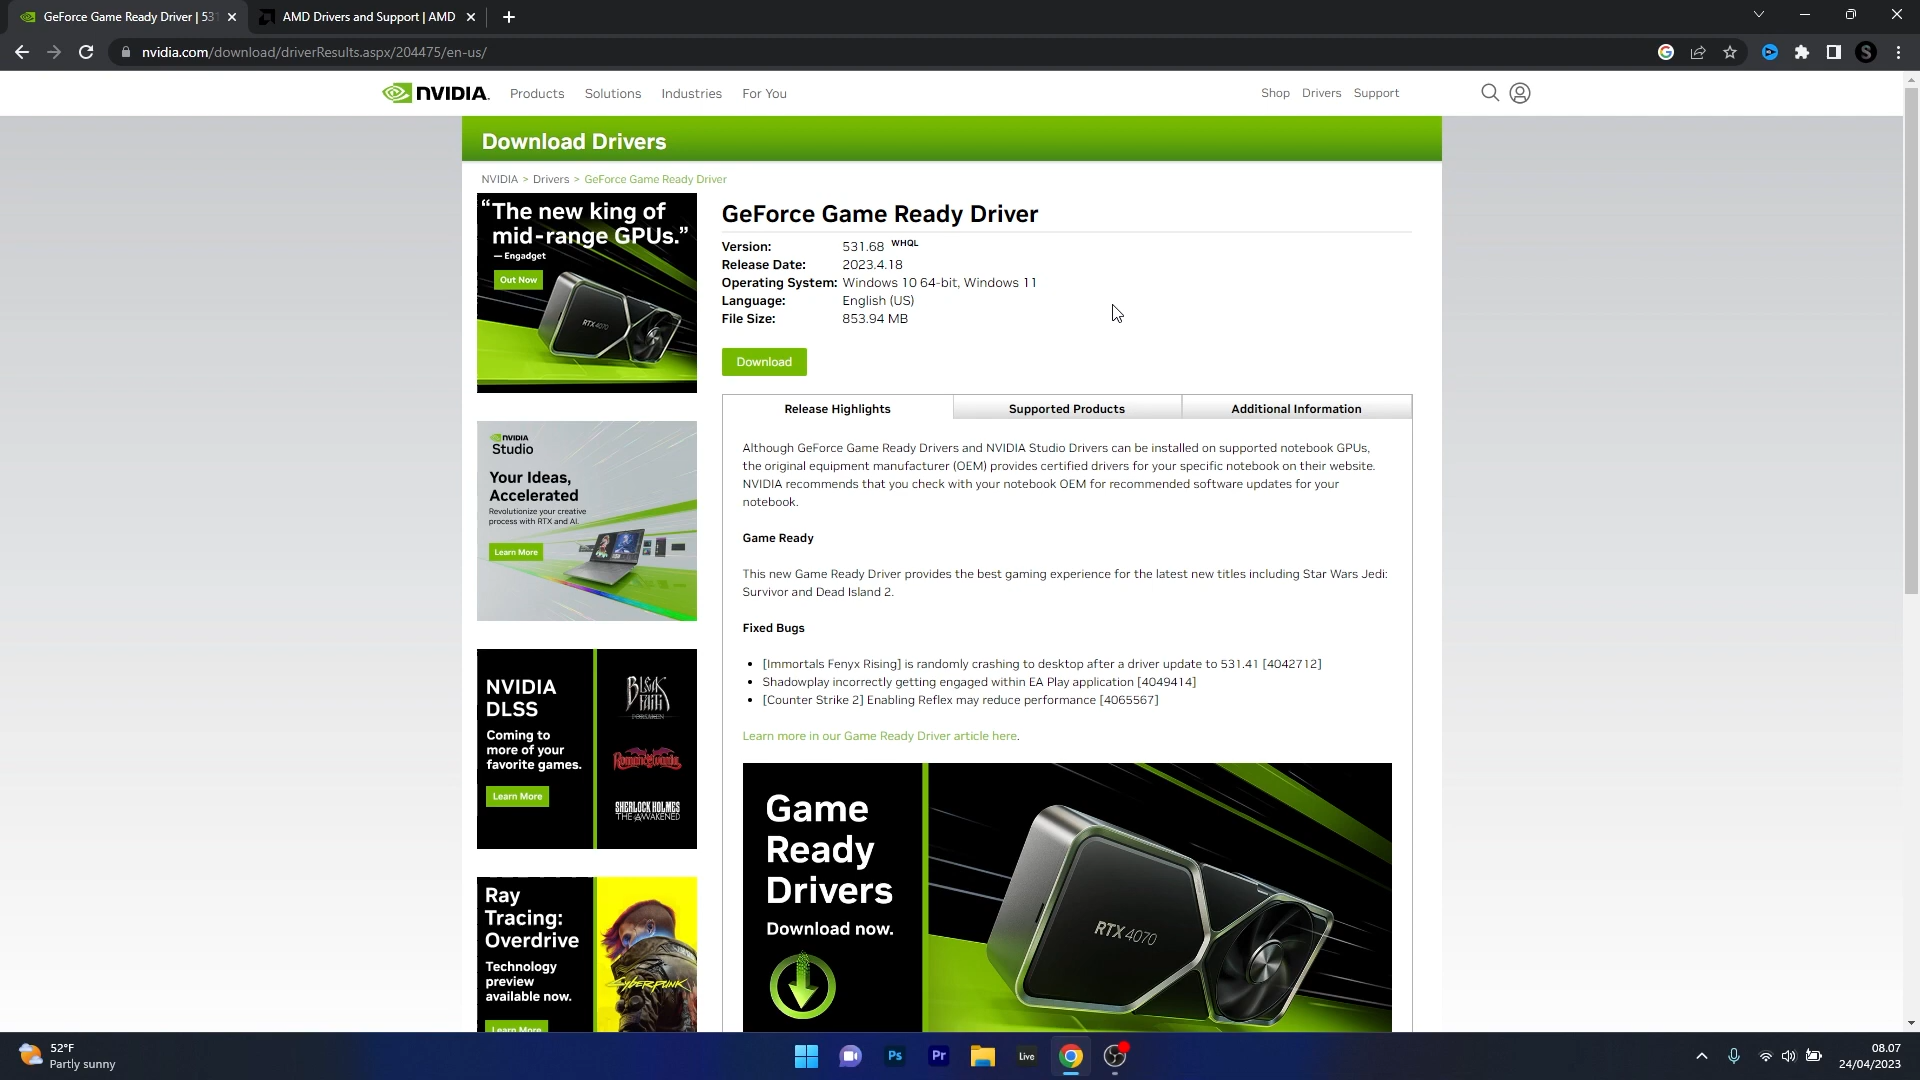 GeForce Game Ready Driver | 531
AMD Drivers and Support | AMD
nvidia.com/download/driverResults.aspx/204475/en-us/
S
NVIDIA.
Products
Solutions
Industries
For You
Shop
Drivers
Support
Download Drivers
NVIDIA > Drivers > GeForce Game Ready Driver
“The new king of
mid-range GPUs.”
— Engadget
Out Now
RTX 4070
GeForce Game Ready Driver
Version: 531.68 WHQL
Release Date: 2023.4.18
Operating System: Windows 10 64-bit, Windows 11
Language: English (US)
File Size: 853.94 MB
Download
Release Highlights
Supported Products
Additional Information
Although GeForce Game Ready Drivers and NVIDIA Studio Drivers can be installed on supported notebook GPUs,
the original equipment manufacturer (OEM) provides certified drivers for your specific notebook on their website.
NVIDIA recommends that you check with your notebook OEM for recommended software updates for your
notebook.
Game Ready
This new Game Ready Driver provides the best gaming experience for the latest new titles including Star Wars Jedi:
Survivor and Dead Island 2.
Fixed Bugs
• [Immortals Fenyx Rising] is randomly crashing to desktop after a driver update to 531.41 [4042712]
• Shadowplay incorrectly getting engaged within EA Play application [4049414]
• [Counter Strike 2] Enabling Reflex may reduce performance [4065567]
Learn more in our Game Ready Driver article here.
Game
Ready
Drivers
Download now.
RTX 4070
NVIDIA
Studio
Your Ideas,
Accelerated
Revolutionize your creative
process with RTX and AI.
Learn More
NVIDIA
DLSS
Coming to
more of your
favorite games.
Learn More
SHERLOCK HOLMES
THE AWAKENED
Ray
Tracing:
Overdrive
Technology
preview
available now.
Learn More
CYBERPUNK
52°F
Partly sunny
Ps
Pr
Live
08.07
24/04/2023